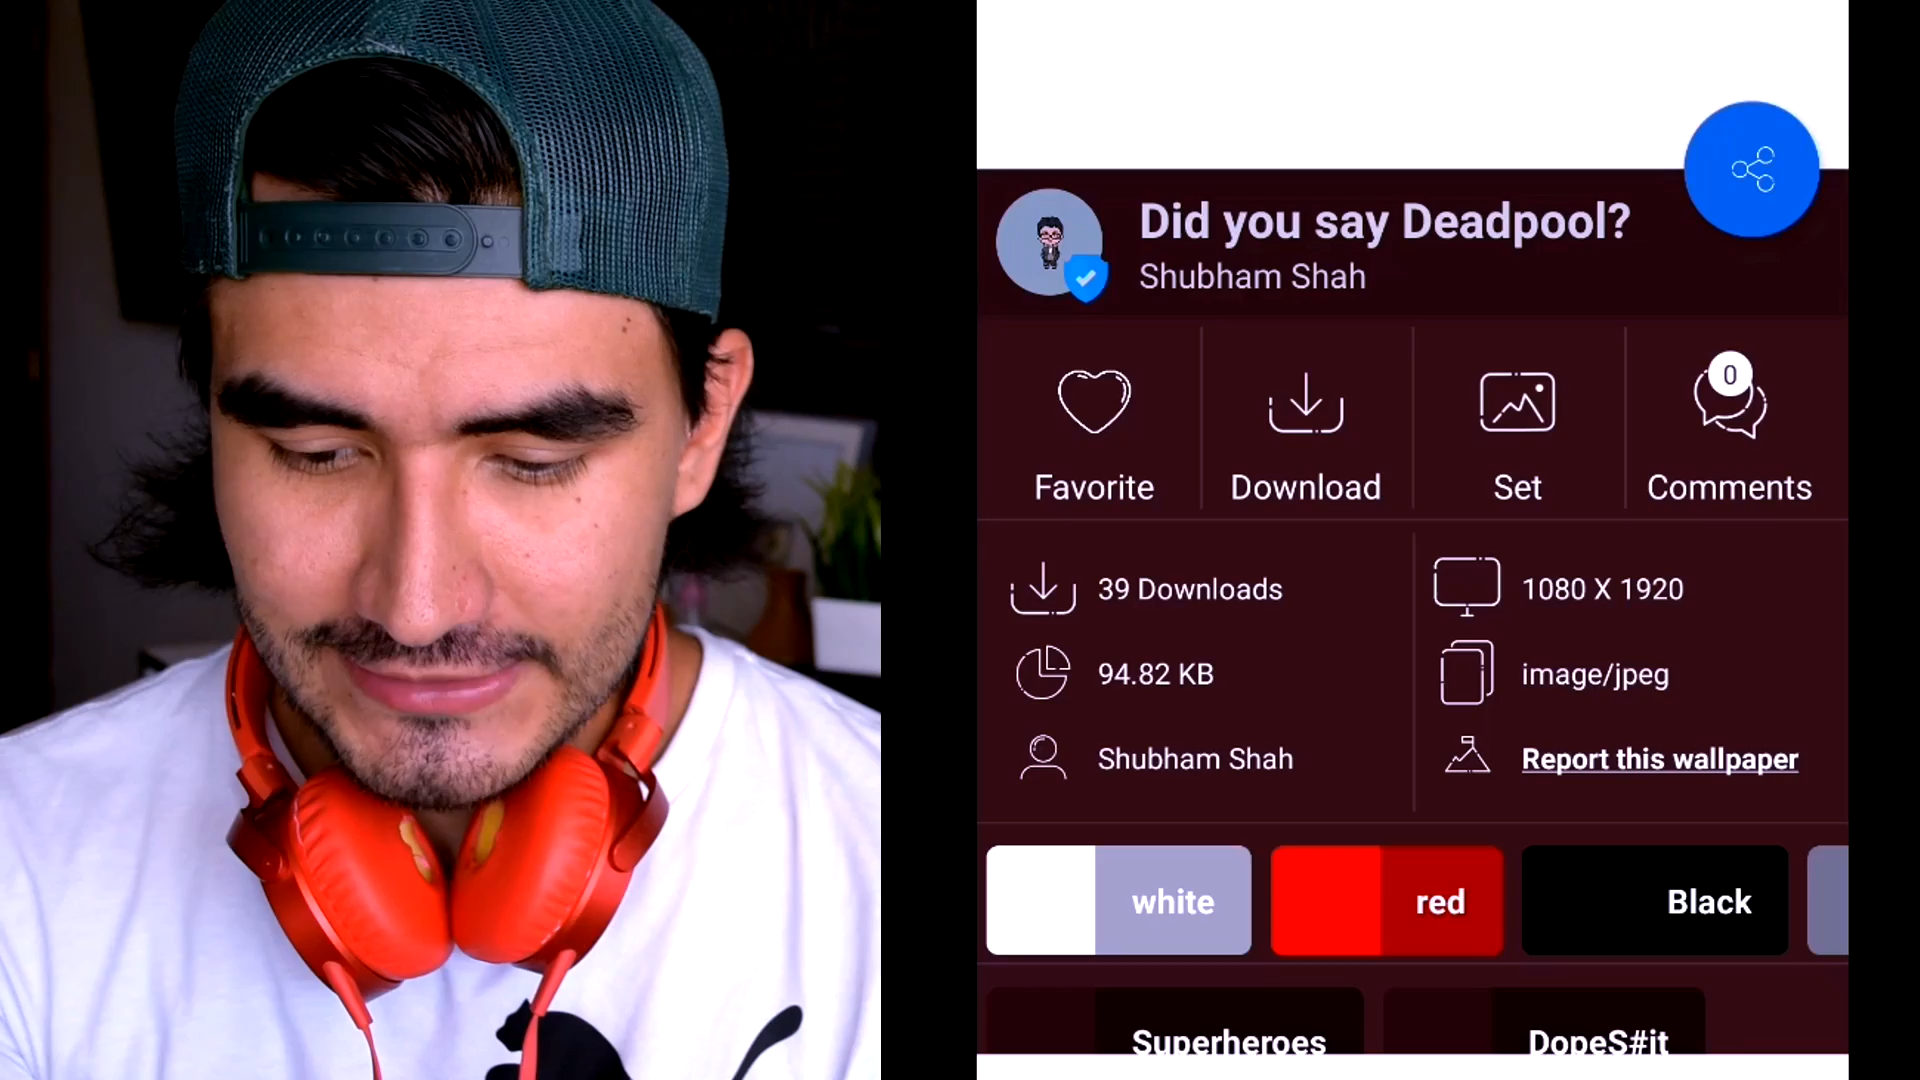 Did you say Deadpool?
Shubham Shah
0
Favorite
Download
Set
Comments
39 Downloads
1080 X 1920
94.82 KB
image/jpeg
Shubham Shah
Report this wallpaper
white
red
Black
Superheroes
DopeS#it